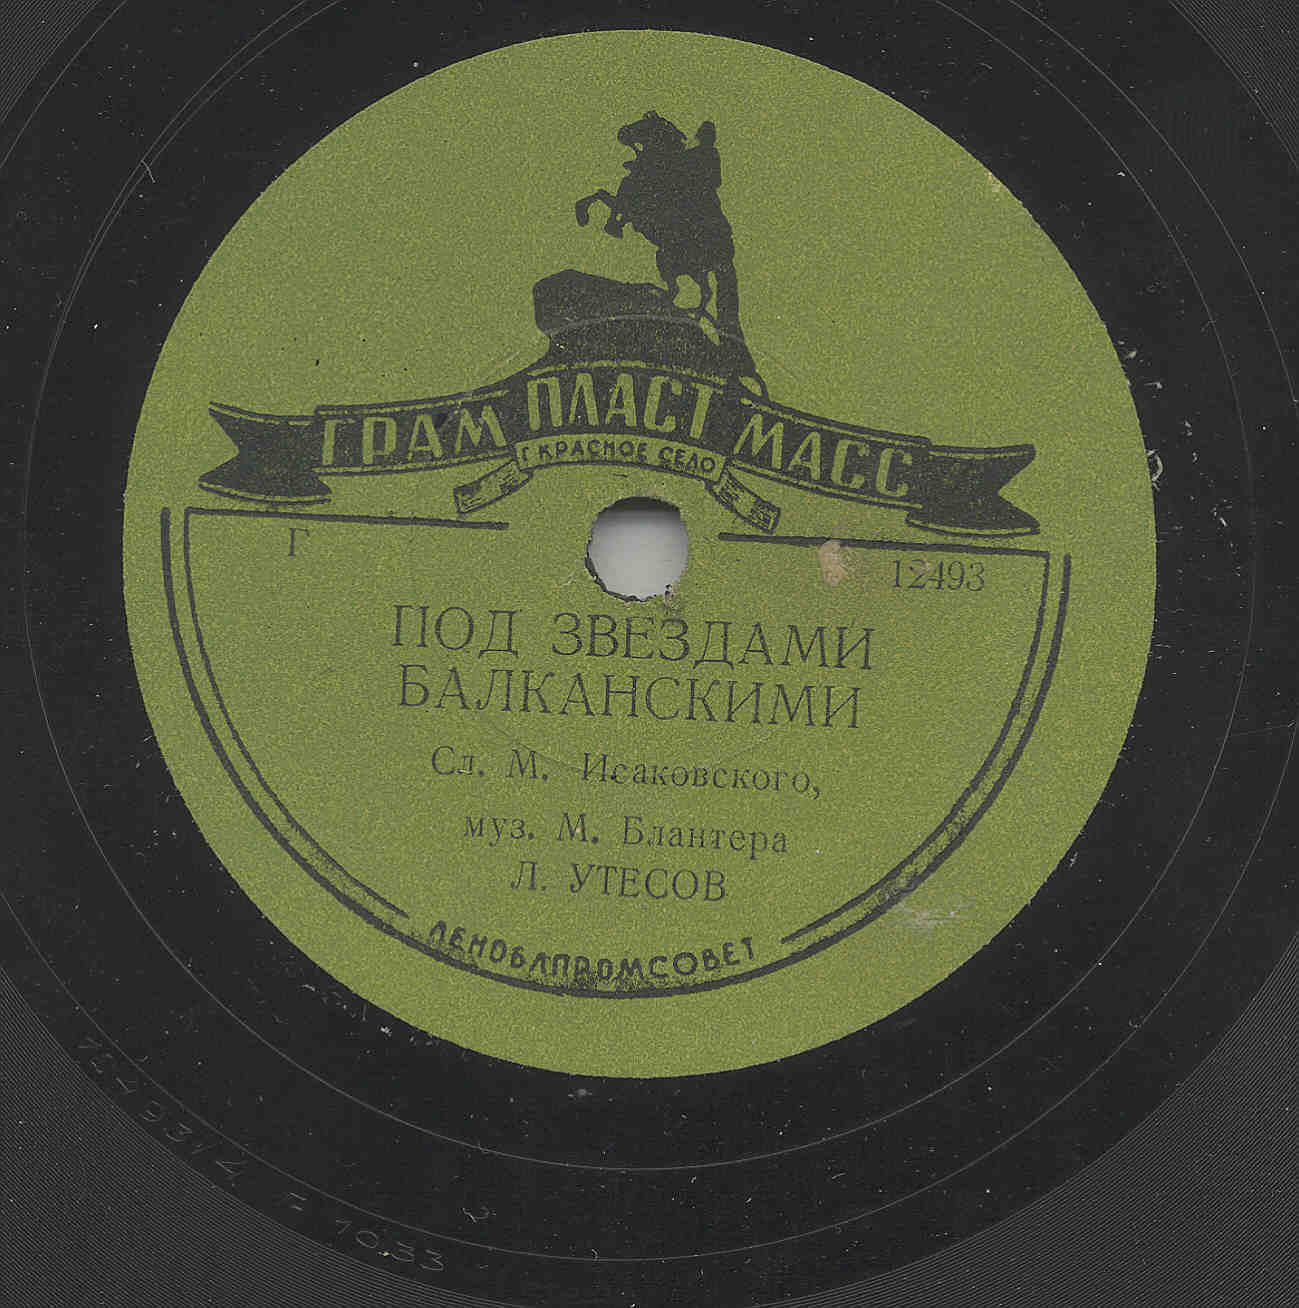 ГРАМ ПЛАСТ МАСС
Г КРАСНОЕ СЕЛО
Г 12493
ПОД ЗВЕЗДАМИ
БАЛКАНСКИМИ
Сл. М. Исаковского,
муз. М. Блантера
Л. УТЕСОВ
ЛЕНОБЛПРОМСОВЕТ